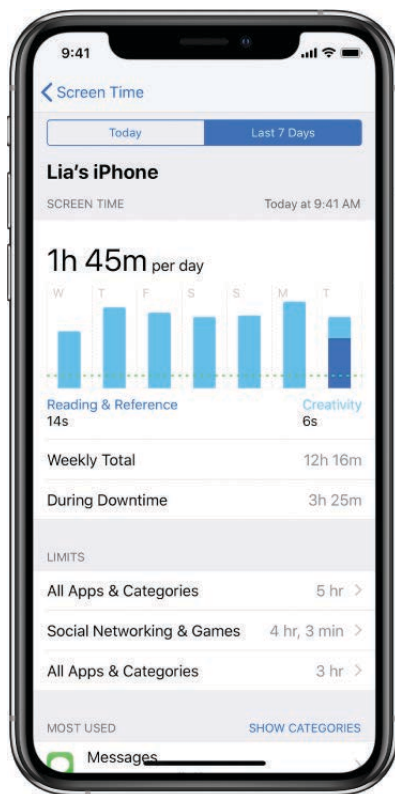 9:41
Screen Time
Today Last 7 Days
Lia's iPhone
SCREEN TIME Today at 9:41 AM
1h 45m per day
W T F S S M T
Reading & Reference Creativity
14s 6s
Weekly Total 12h 16m
During Downtime 3h 25m
LIMITS
All Apps & Categories 5 hr
Social Networking & Games 4 hr, 3 min
All Apps & Categories 3 hr
MOST USED SHOW CATEGORIES
Messages